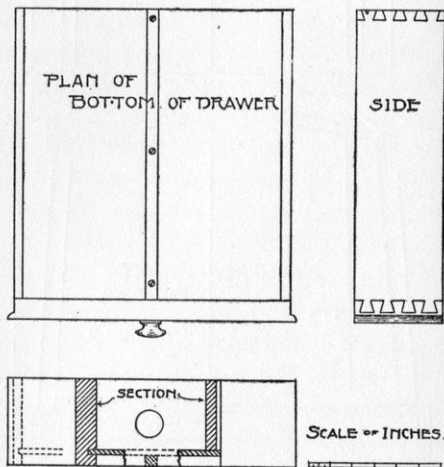 PLAN OF
BOTTOM OF DRAWER
SIDE
SECTION
SCALE OF INCHES.